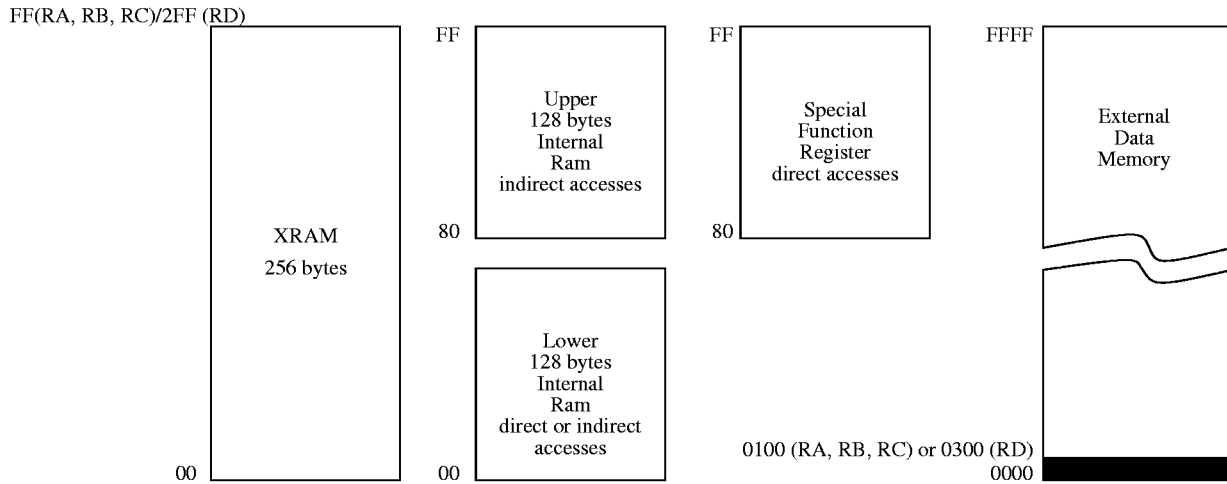 FF(RA, RB, RC)/2FF (RD)
XRAM
256 bytes
00
FF
Upper
128 bytes
Internal
Ram
indirect accesses
80
Lower
128 bytes
Internal
Ram
direct or indirect
accesses
00
FF
Special
Function
Register
direct accesses
80
FFFF
External
Data
Memory
0100 (RA, RB, RC) or 0300 (RD)
0000